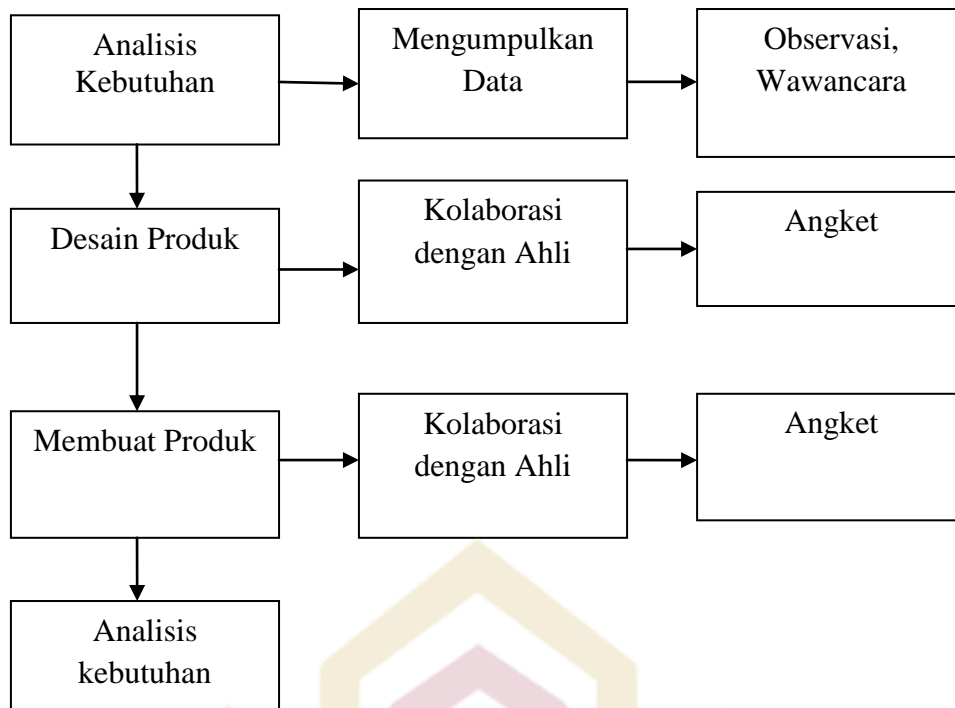 Analisis
Kebutuhan
Mengumpulkan
Data
Observasi,
Wawancara
Desain Produk
Kolaborasi
dengan Ahli
Angket
Membuat Produk
Kolaborasi
dengan Ahli
Angket
Analisis
kebutuhan